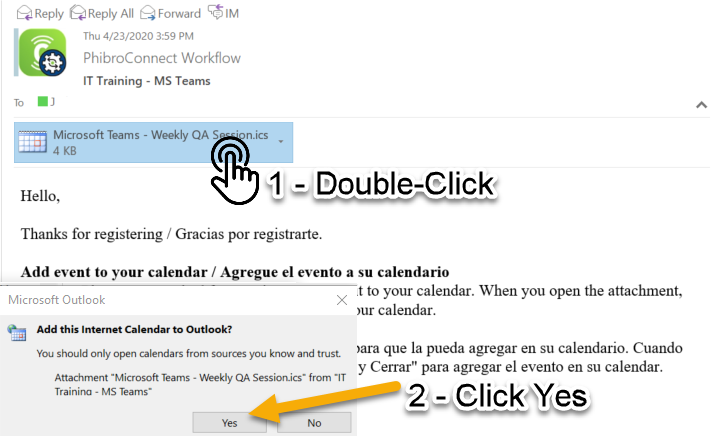 Reply Reply All Forward IM
Thu 4/23/2020 3:59 PM
PhibroConnect Workflow
IT Training - MS Teams
To J
Microsoft Teams - Weekly QA Session.ics
4 KB
1 - Double-Click
Hello,
Thanks for registering / Gracias por registrarte.
Add event to your calendar / Agregue el evento a su calendario
t to your calendar. When you open the attachment,
our calendar.
para que la pueda agregar en su calendario. Cuando
y Cerrar" para agregar el evento en su calendario.
Microsoft Outlook
Add this Internet Calendar to Outlook?
You should only open calendars from sources you know and trust.
Attachment "Microsoft Teams - Weekly QA Session.ics" from "IT
Training - MS Teams"
Yes No
2 - Click Yes